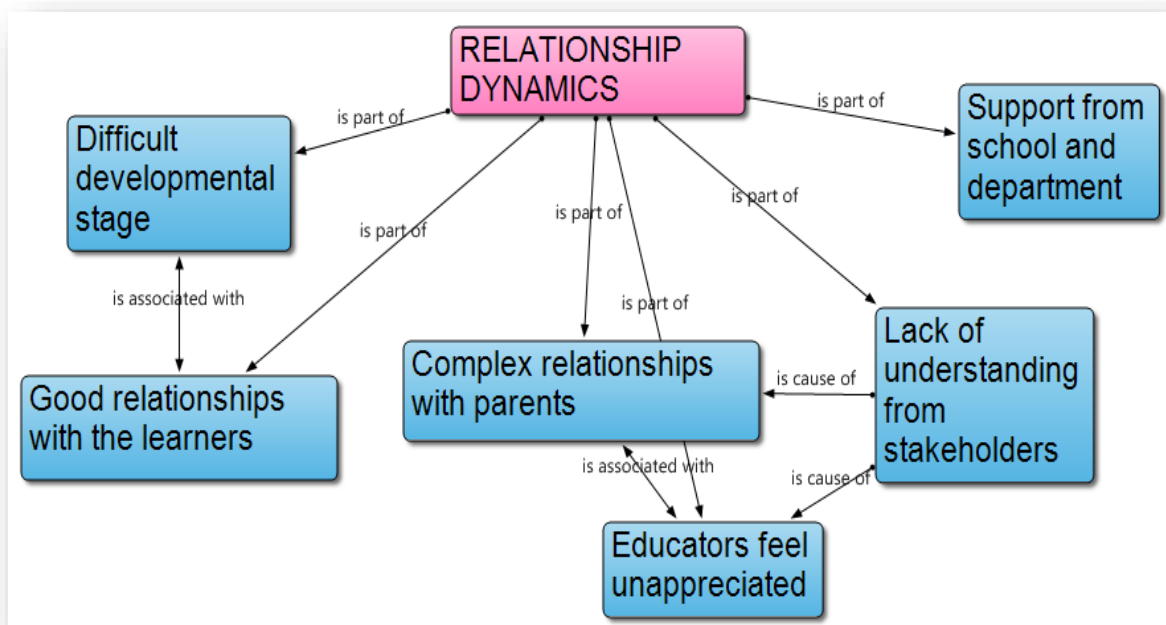 RELATIONSHIP
DYNAMICS
is part of
is part of
Support from
school and
department
Difficult
developmental
stage
is part of
is part of
is part of
is associated with
is part of
Lack of
understanding
from
stakeholders
Complex relationships
with parents
is cause of
Good relationships
with the learners
is associated with
is cause of
Educators feel
unappreciated